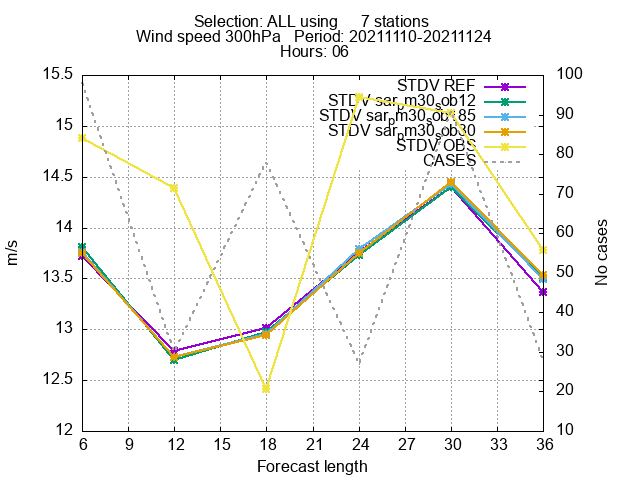 Selection: ALL using 7 stations
Wind speed 300hPa Period: 20211110-20211124
Hours: 06
STDV REF
STDV sar_pm30_sob12
STDV sar_pm30_sob185
STDV sar_pm30_sob30
STDV OBS
CASES
15.5
15
14.5
14
13.5
13
12.5
12
100
90
80
70
60
50
40
30
20
10
m/s
No cases
6 9 12 15 18 21 24 27 30 33 36
Forecast length